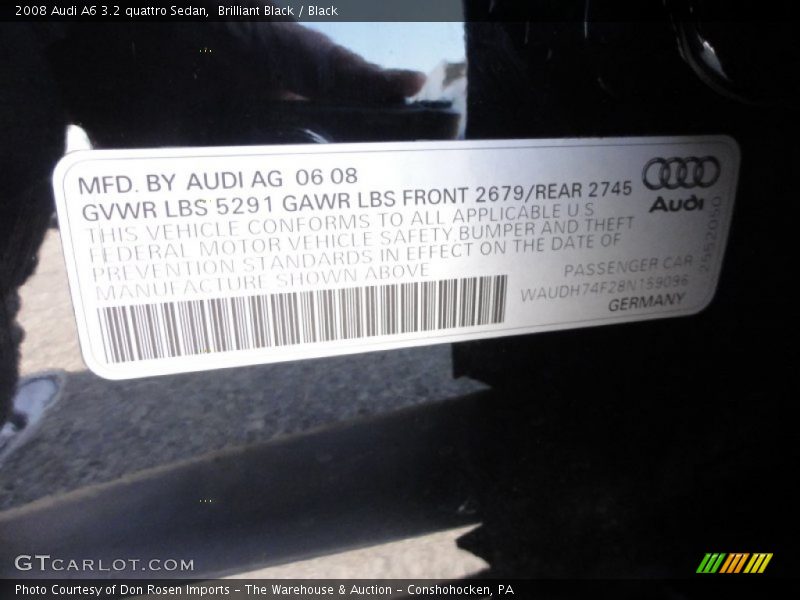 2008 Audi A6 3.2 quattro Sedan,  Brilliant Black / Black
MFD. BY AUDI AG 06 08
GVWR LBS 5291 GAWR LBS FRONT 2679/REAR 2745
THIS VEHICLE CONFORMS TO ALL APPLICABLE U S
FEDERAL MOTOR VEHICLE SAFETY BUMPER AND THEFT
PREVENTION STANDARDS IN EFFECT ON THE DATE OF
MANUFACTURE SHOWN ABOVE
Audi
2552050
PASSENGER CAR
WAUDH74F28N159096
GERMANY
GTCARLOT.COM
Photo Courtesy of Don Rosen Imports – The Warehouse & Auction – Conshohocken, PA